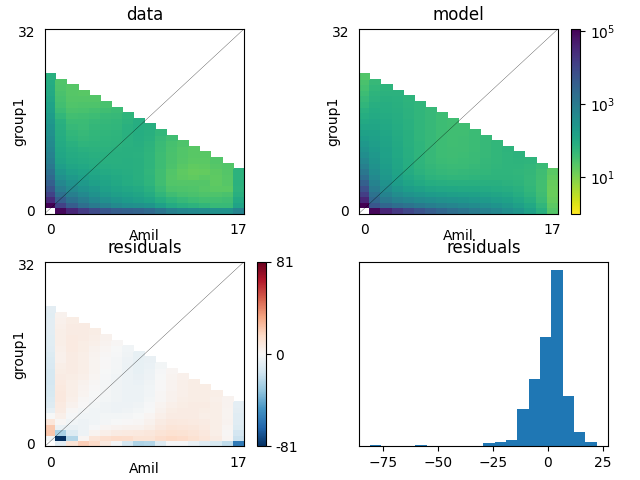 data
model
32
group1
0
0
Amil
17
32
group1
0
0
Amil
17
10^5
10^3
10^1
residuals
32
group1
0
0
Amil
17
81
0
-81
residuals
−75
−50
−25
0
25